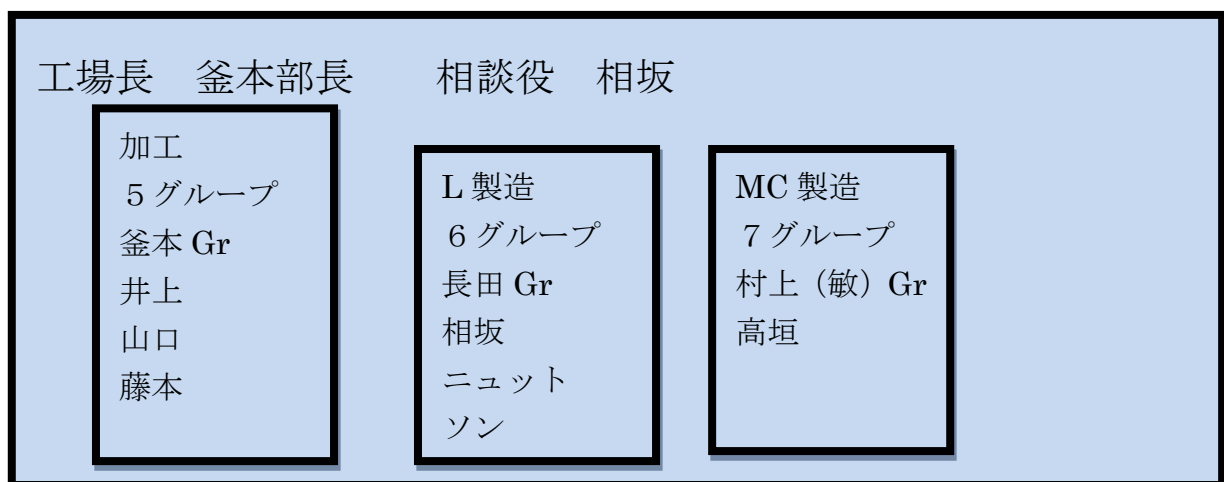 工場長　釜本部長　　相談役　相坂
加工
５グループ
釜本 Gr
井上
山口
藤本
L 製造
６グループ
長田 Gr
相坂
ニュット
ソン
MC 製造
７グループ
村上（敏）Gr
高垣